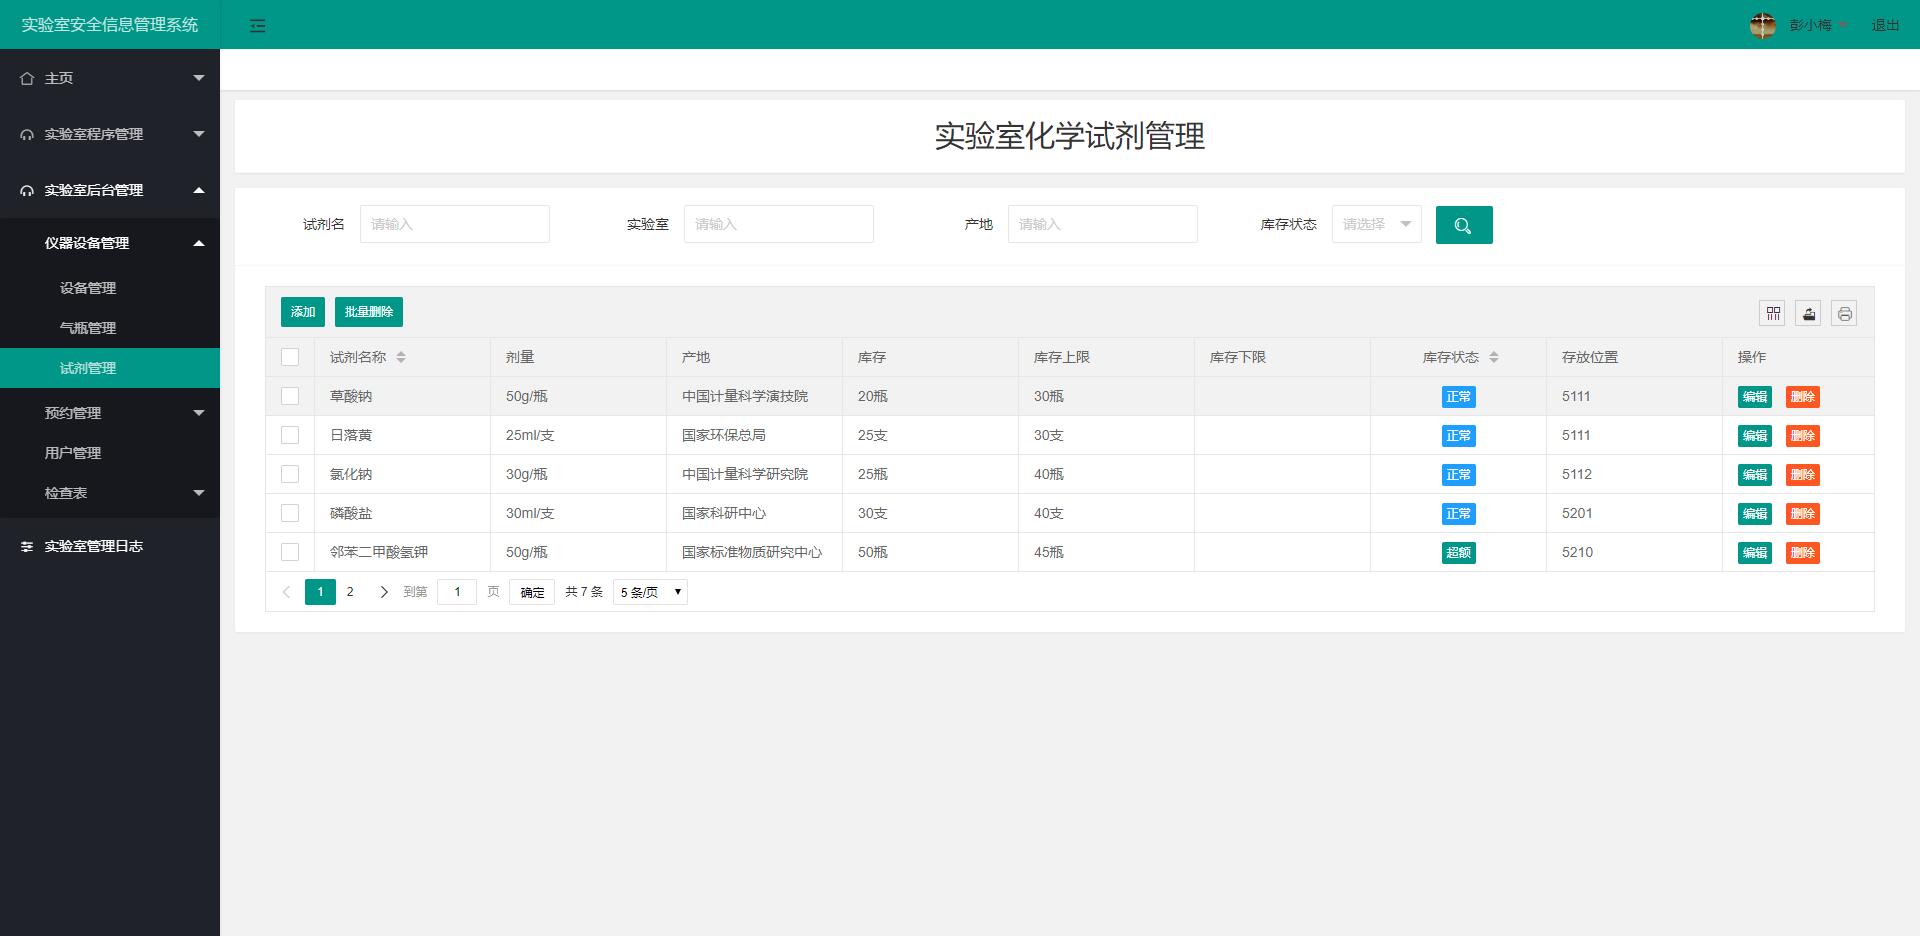 实验室安全信息管理系统
彭小梅
退出
主页
实验室程序管理
实验室后台管理
仪器设备管理
设备管理
气瓶管理
试剂管理
预约管理
用户管理
检查表
实验室管理日志
实验室化学试剂管理
试剂名 请输入 实验室 请输入 产地 请输入 库存状态 请选择
添加 批量删除
试剂名称 剂量 产地 库存 库存上限 库存下限 库存状态 存放位置 操作
草酸钠 50g/瓶 中国计量科学演技院 20瓶 30瓶 正常 5111 编辑 删除
日落黄 25ml/支 国家环保总局 25支 30支 正常 5111 编辑 删除
氯化钠 30g/瓶 中国计量科学研究院 25瓶 40瓶 正常 5112 编辑 删除
磷酸盐 30ml/支 国家科研中心 30支 40支 正常 5201 编辑 删除
邻苯二甲酸氢钾 50g/瓶 国家标准物质研究中心 50瓶 45瓶 超额 5210 编辑 删除
1 2 到第 1 页 确定 共 7 条 5 条/页